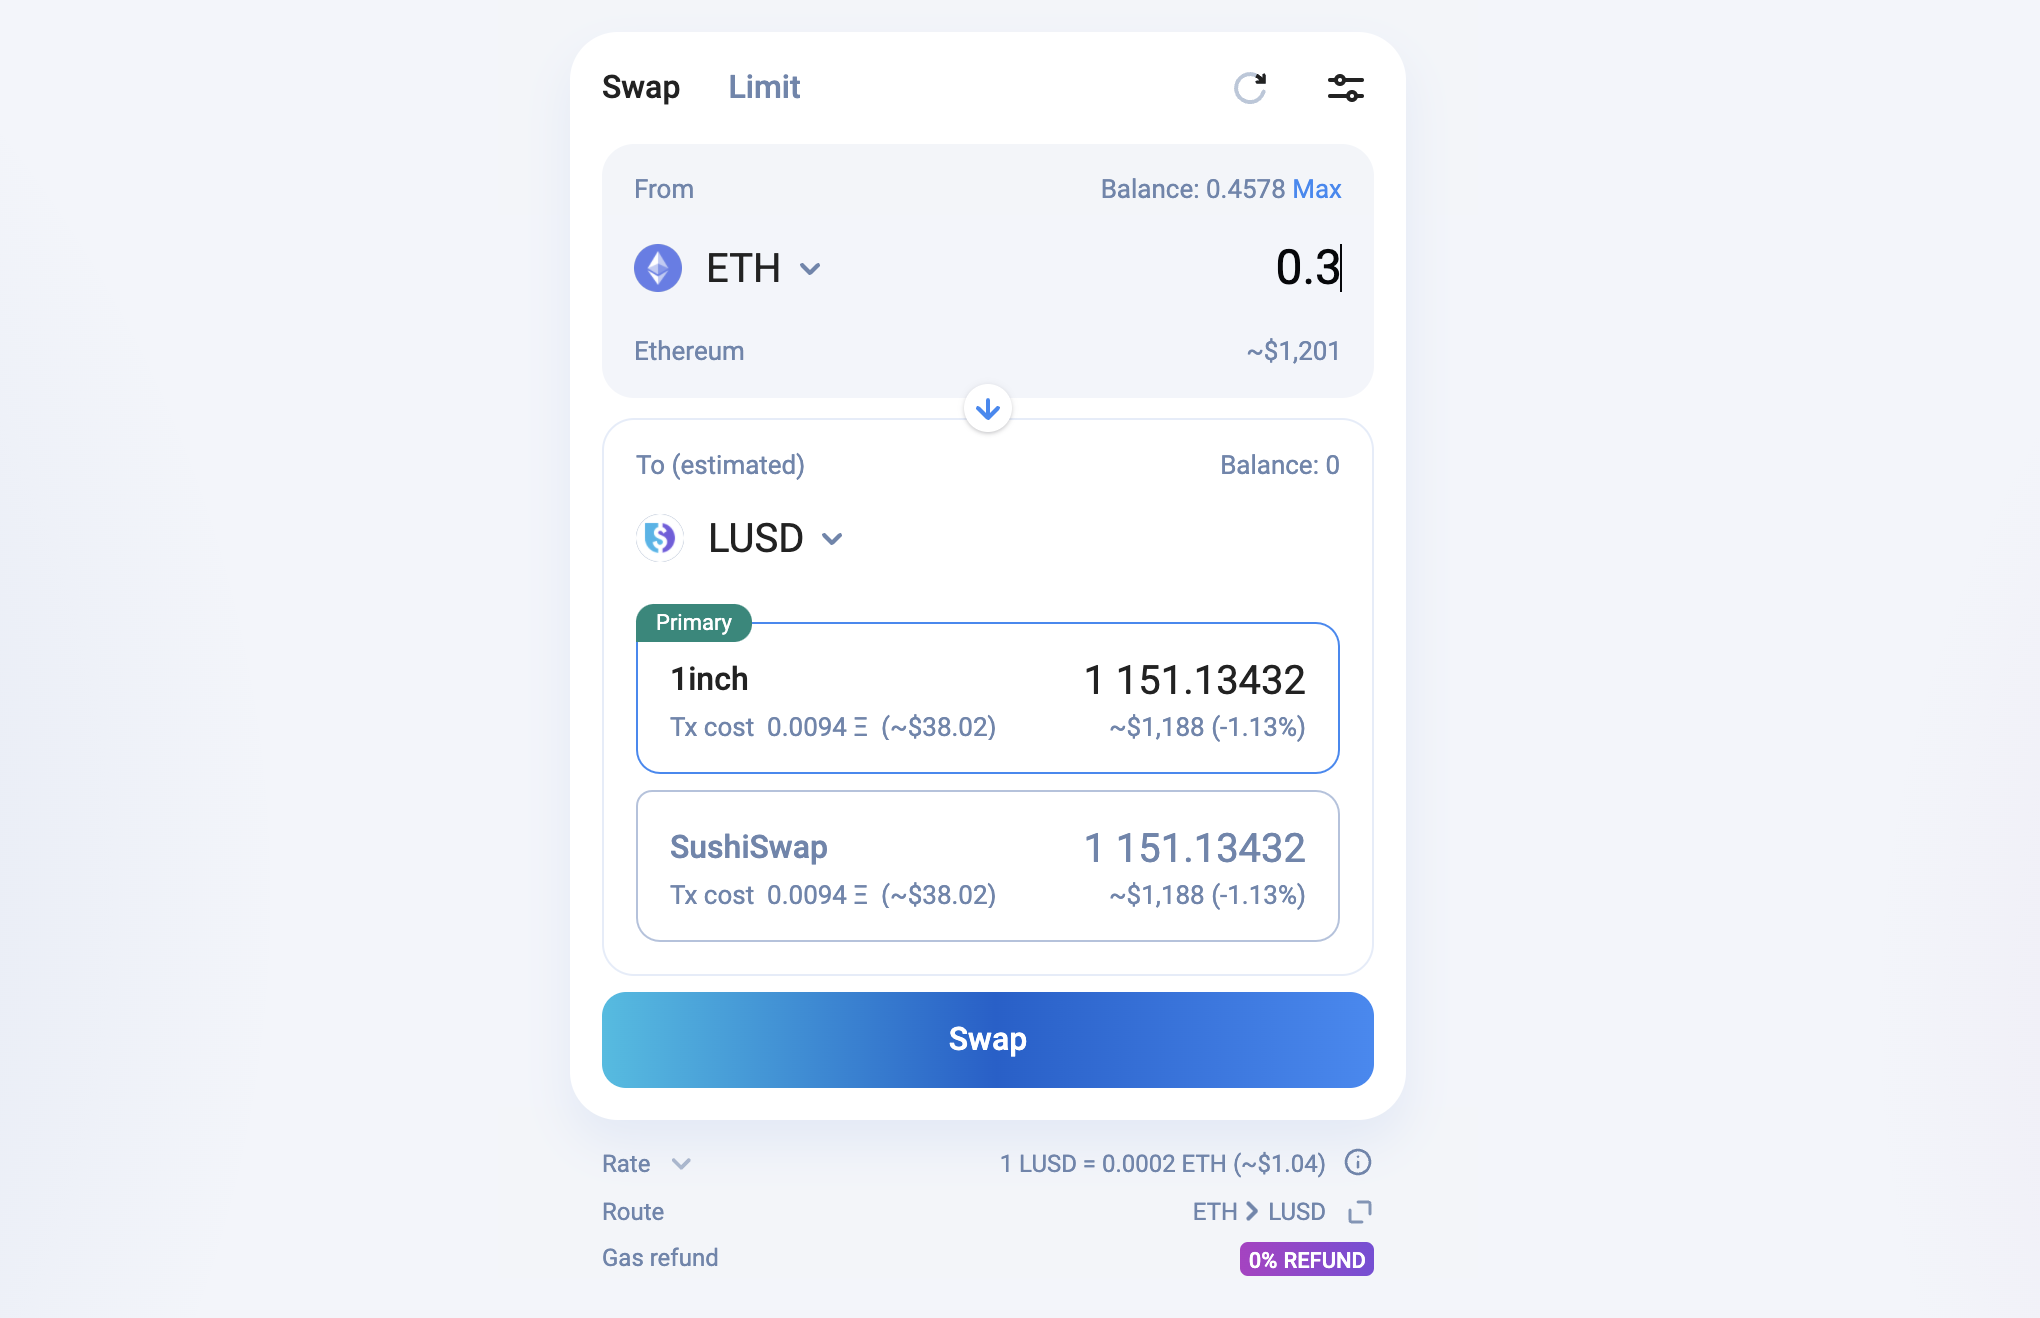 Swap Limit
From Balance: 0.4578 Max
ETH 0.3
Ethereum ~$1,201
To (estimated) Balance: 0
LUSD
Primary
1inch 1 151.13432
Tx cost 0.0094 Ξ (~$38.02) ~$1,188 (-1.13%)
SushiSwap 1 151.13432
Tx cost 0.0094 Ξ (~$38.02) ~$1,188 (-1.13%)
Swap
Rate 1 LUSD = 0.0002 ETH (~$1.04)
Route ETH > LUSD
Gas refund 0% REFUND